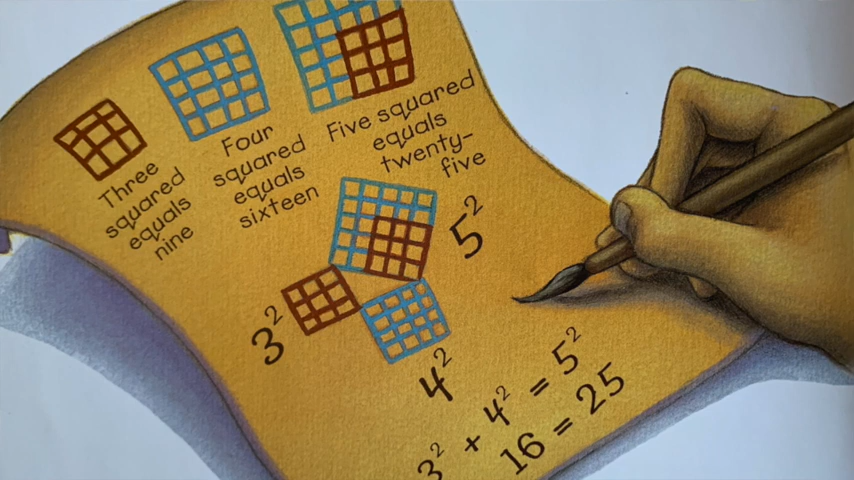 Three
squared
equals
nine
Four
squared
equals
sixteen
Five squared
equals
twenty-
five
5²
3²
4²
3² + 4² = 5²
16 = 25